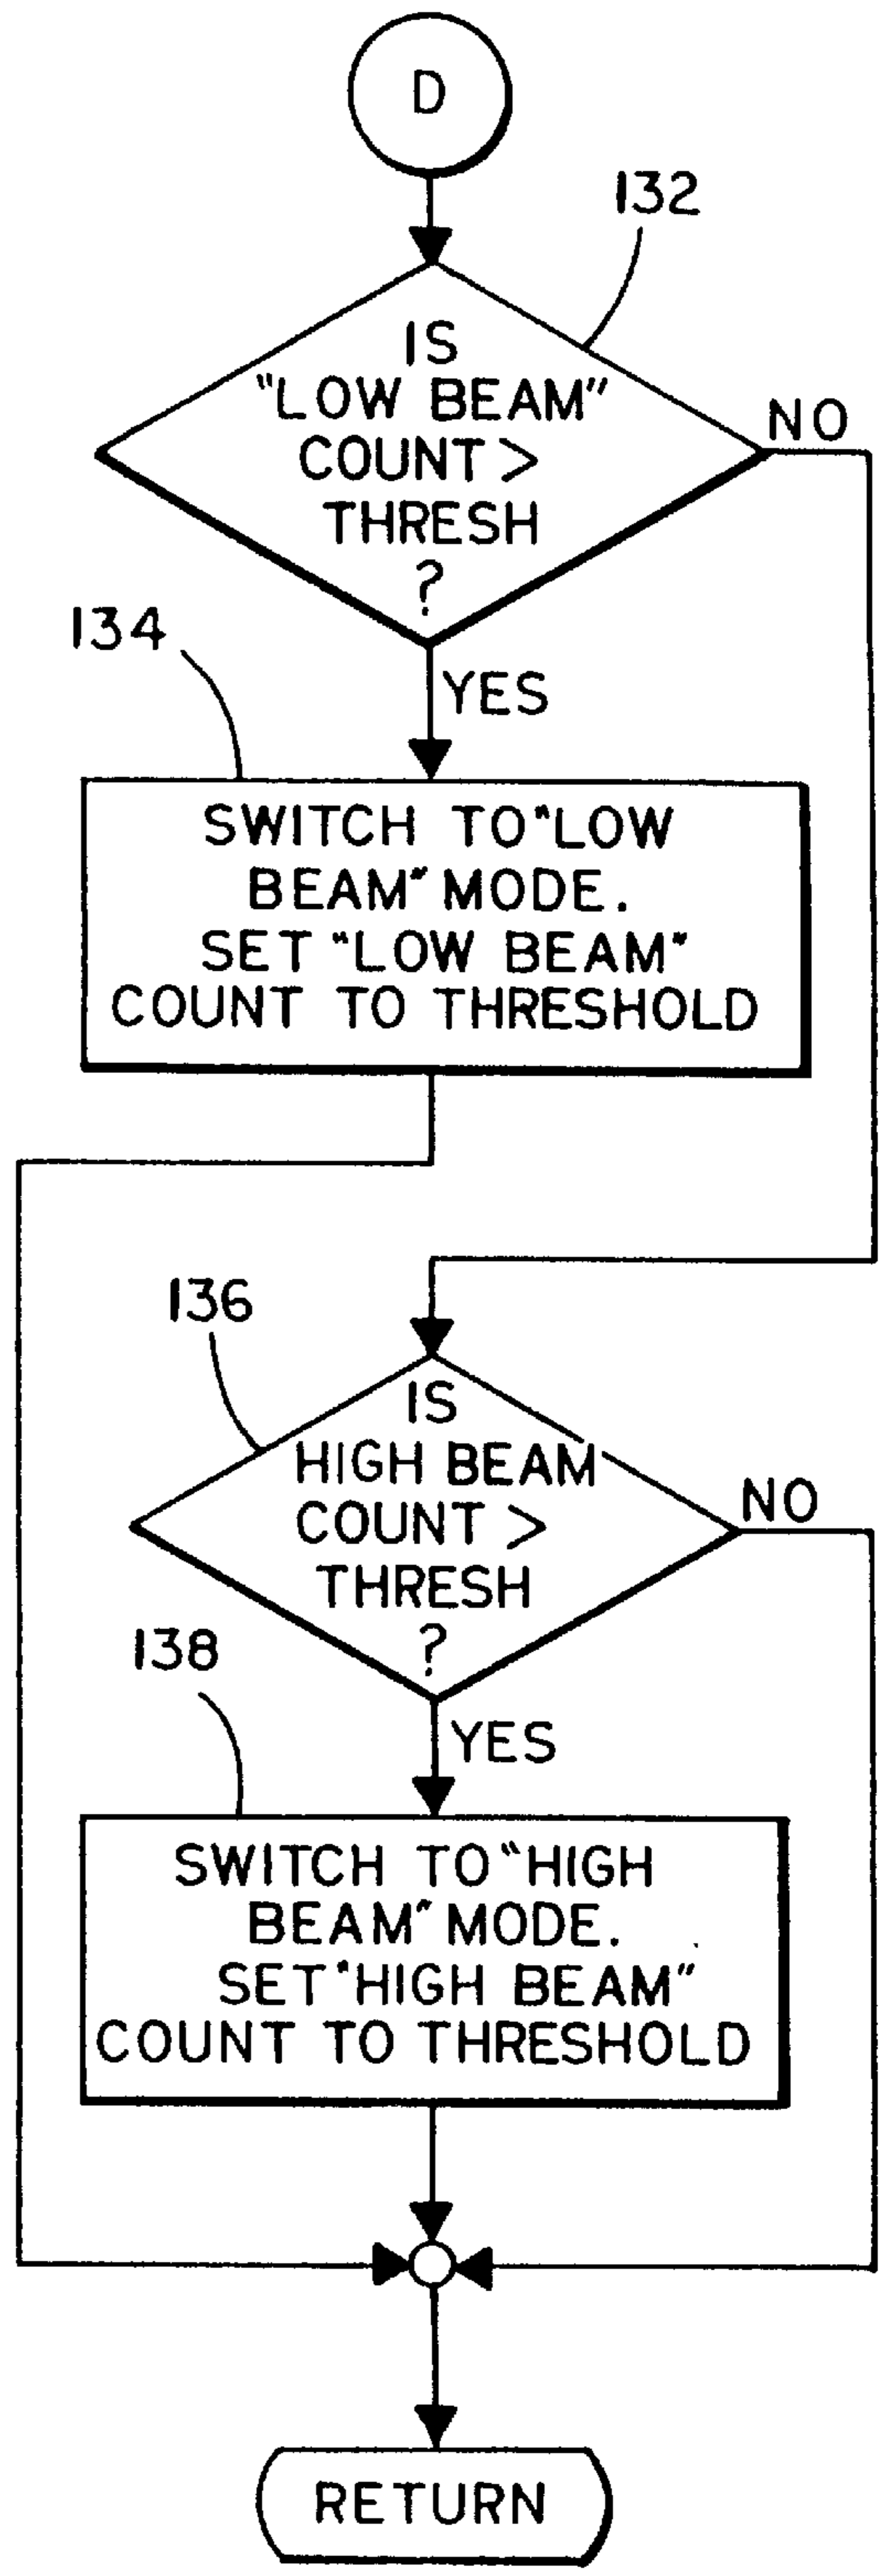 D
132
IS
"LOW BEAM"
COUNT >
THRESH
?
NO
134
YES
SWITCH TO "LOW
BEAM" MODE.
SET "LOW BEAM"
COUNT TO THRESHOLD
136
IS
HIGH BEAM
COUNT >
THRESH
?
NO
138
YES
SWITCH TO "HIGH
BEAM" MODE.
SET "HIGH BEAM"
COUNT TO THRESHOLD
RETURN